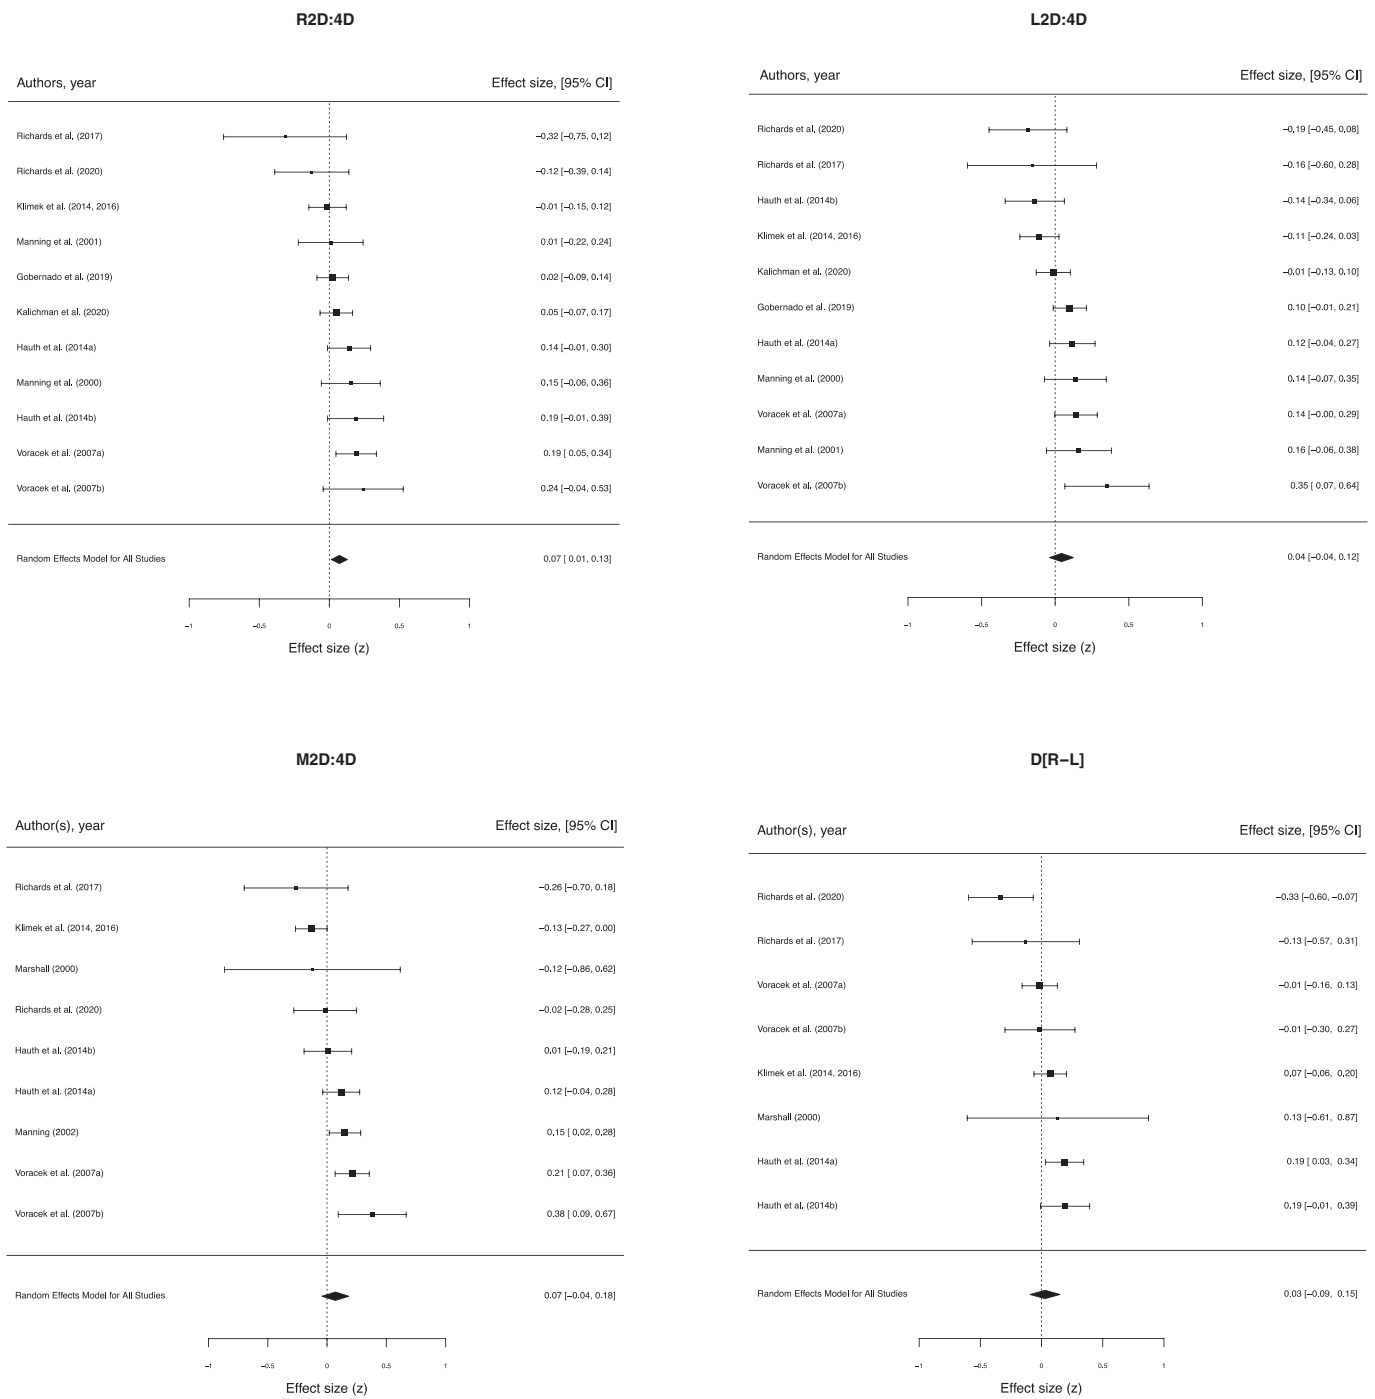 R2D:4D
Authors, year Effect size, [95% CI]
Richards et al. (2017) −0.32 [−0.75, 0.12]
Richards et al. (2020) −0.12 [−0.39, 0.14]
Klimek et al. (2014, 2016) −0.01 [−0.15, 0.12]
Manning et al. (2001) 0.01 [−0.22, 0.24]
Gobernado et al. (2019) 0.02 [−0.09, 0.14]
Kalichman et al. (2020) 0.05 [−0.07, 0.17]
Hauth et al. (2014a) 0.14 [−0.01, 0.30]
Manning et al. (2000) 0.15 [−0.06, 0.36]
Hauth et al. (2014b) 0.19 [−0.01, 0.39]
Voracek et al. (2007a) 0.19 [ 0.05, 0.34]
Voracek et al. (2007b) 0.24 [−0.04, 0.53]
Random Effects Model for All Studies 0.07 [ 0.01, 0.13]
−1 −0.5 0 0.5 1
Effect size (z)
L2D:4D
Authors, year Effect size, [95% CI]
Richards et al. (2020) −0.19 [−0.45, 0.08]
Richards et al. (2017) −0.16 [−0.60, 0.28]
Hauth et al. (2014b) −0.14 [−0.34, 0.06]
Klimek et al. (2014, 2016) −0.11 [−0.24, 0.03]
Kalichman et al. (2020) −0.01 [−0.13, 0.10]
Gobernado et al. (2019) 0.10 [−0.01, 0.21]
Hauth et al. (2014a) 0.12 [−0.04, 0.27]
Manning et al. (2000) 0.14 [−0.07, 0.35]
Voracek et al. (2007a) 0.14 [−0.00, 0.29]
Manning et al. (2001) 0.16 [−0.06, 0.38]
Voracek et al. (2007b) 0.35 [ 0.07, 0.64]
Random Effects Model for All Studies 0.04 [−0.04, 0.12]
−1 −0.5 0 0.5 1
Effect size (z)
M2D:4D
Author(s), year Effect size, [95% CI]
Richards et al. (2017) −0.26 [−0.70, 0.18]
Klimek et al. (2014, 2016) −0.13 [−0.27, 0.00]
Marshall (2000) −0.12 [−0.86, 0.62]
Richards et al. (2020) −0.02 [−0.28, 0.25]
Hauth et al. (2014b) 0.01 [−0.19, 0.21]
Hauth et al. (2014a) 0.12 [−0.04, 0.28]
Manning (2002) 0.15 [ 0.02, 0.28]
Voracek et al. (2007a) 0.21 [ 0.07, 0.36]
Voracek et al. (2007b) 0.38 [ 0.09, 0.67]
Random Effects Model for All Studies 0.07 [−0.04, 0.18]
−1 −0.5 0 0.5 1
Effect size (z)
D[R−L]
Author(s), year Effect size, [95% CI]
Richards et al. (2020) −0.33 [−0.60, −0.07]
Richards et al. (2017) −0.13 [−0.57, 0.31]
Voracek et al. (2007a) −0.01 [−0.16, 0.13]
Voracek et al. (2007b) −0.01 [−0.30, 0.27]
Klimek et al. (2014, 2016) 0.07 [−0.06, 0.20]
Marshall (2000) 0.13 [−0.61, 0.87]
Hauth et al. (2014a) 0.19 [ 0.03, 0.34]
Hauth et al. (2014b) 0.19 [−0.01, 0.39]
Random Effects Model for All Studies 0.03 [−0.09, 0.15]
−1 −0.5 0 0.5 1
Effect size (z)